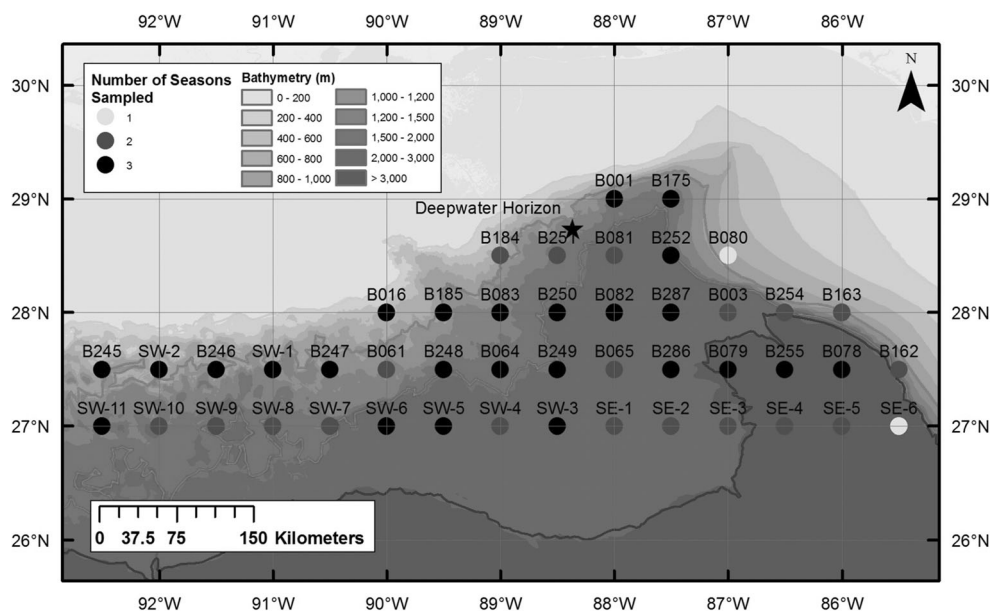 92°W 91°W 90°W 89°W 88°W 87°W 86°W
30°N 30°N
29°N 29°N
28°N 28°N
27°N 27°N
26°N 26°N
Number of Seasons
Sampled
1
2
3
Bathymetry (m)
0 - 200
200 - 400
400 - 600
600 - 800
800 - 1,000
1,000 - 1,200
1,200 - 1,500
1,500 - 2,000
2,000 - 3,000
> 3,000
N
B001 B175
Deepwater Horizon
B184 B251 B081 B252 B080
B016 B185 B083 B250 B082 B287 B003 B254 B163
B245 SW-2 B246 SW-1 B247 B061 B248 B064 B249 B065 B286 B079 B255 B078 B162
SW-11 SW-10 SW-9 SW-8 SW-7 SW-6 SW-5 SW-4 SW-3 SE-1 SE-2 SE-3 SE-4 SE-5 SE-6
0 37.5 75 150 Kilometers
92°W 91°W 90°W 89°W 88°W 87°W 86°W